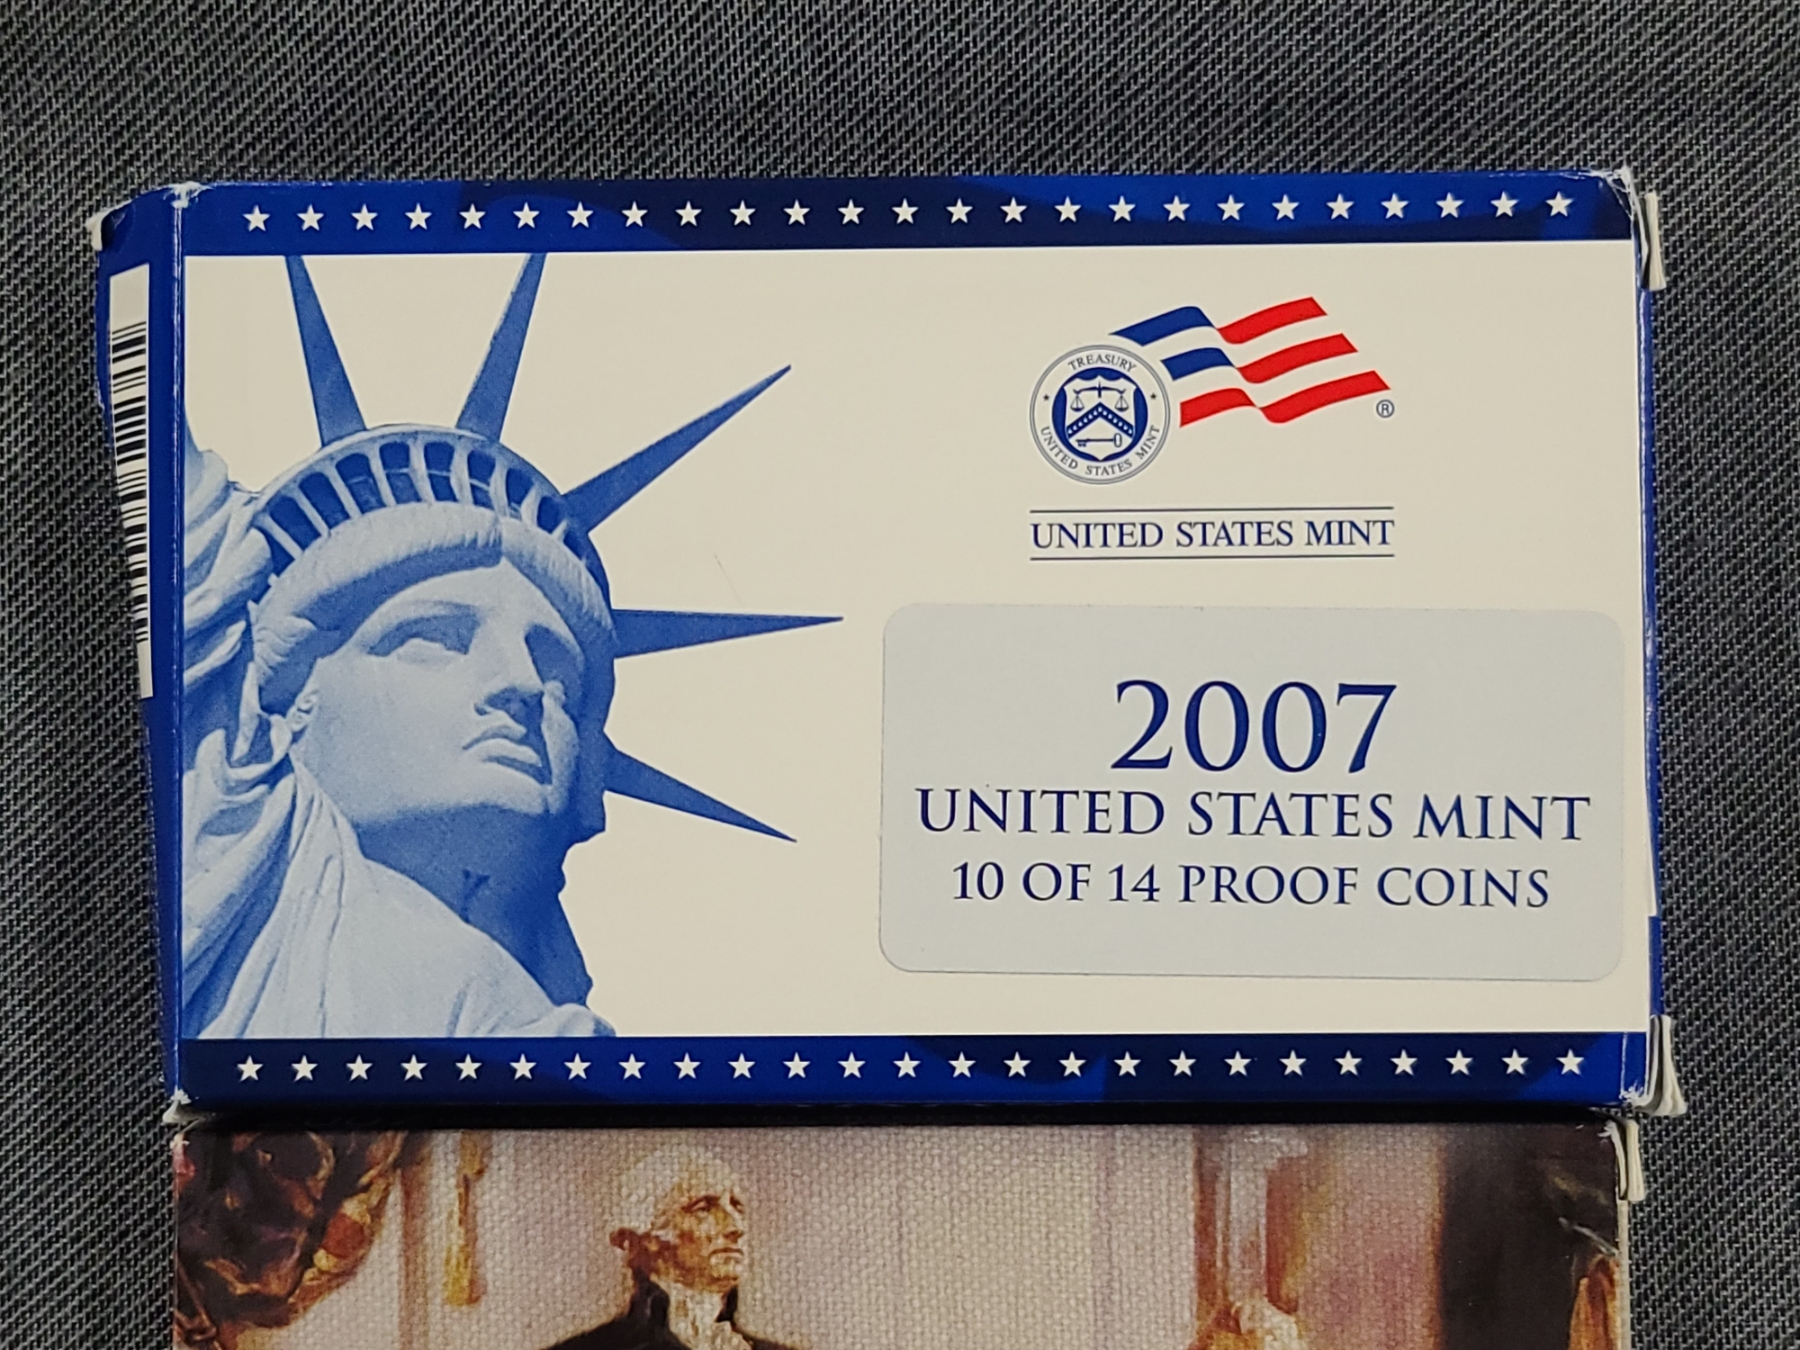 TREASURY
UNITED STATES MINT
®
UNITED STATES MINT
2007
UNITED STATES MINT
10 OF 14 PROOF COINS